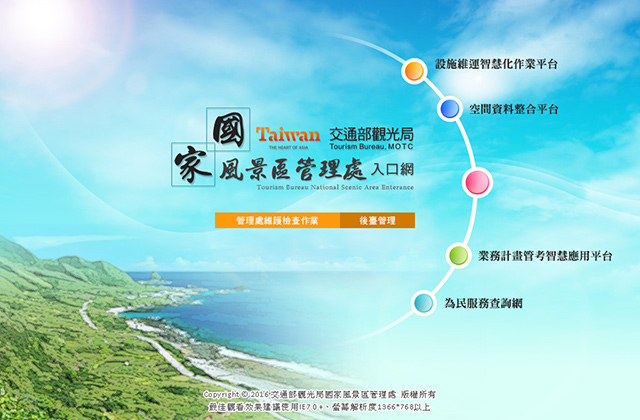 設施維運智慧化作業平台
空間資料整合平台
國家
Taiwan
THE HEART OF ASIA
交通部觀光局
Tourism Bureau, MOTC
風景區管理處 入口網
Tourism Bureau National Scenic Area Enterance
管理處維護檢查作業 後臺管理
業務計畫管考智慧應用平台
為民服務查詢網
Copyright © 2016 交通部觀光局國家風景區管理處 版權所有
最佳觀看效果建議使用IE7.0+、螢幕解析度1366*768以上